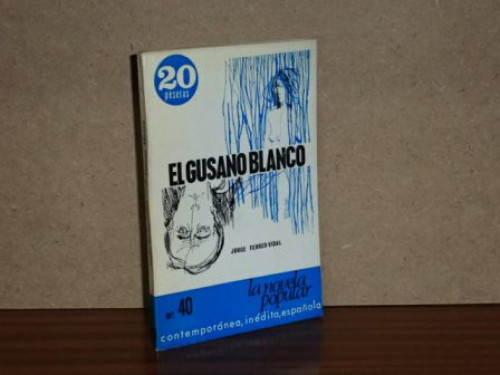 20
pesetas
EL GUSANO BLANCO
JORGE FERRER-VIDAL
nº. 40
la novela
popular
contemporánea, inédita, española